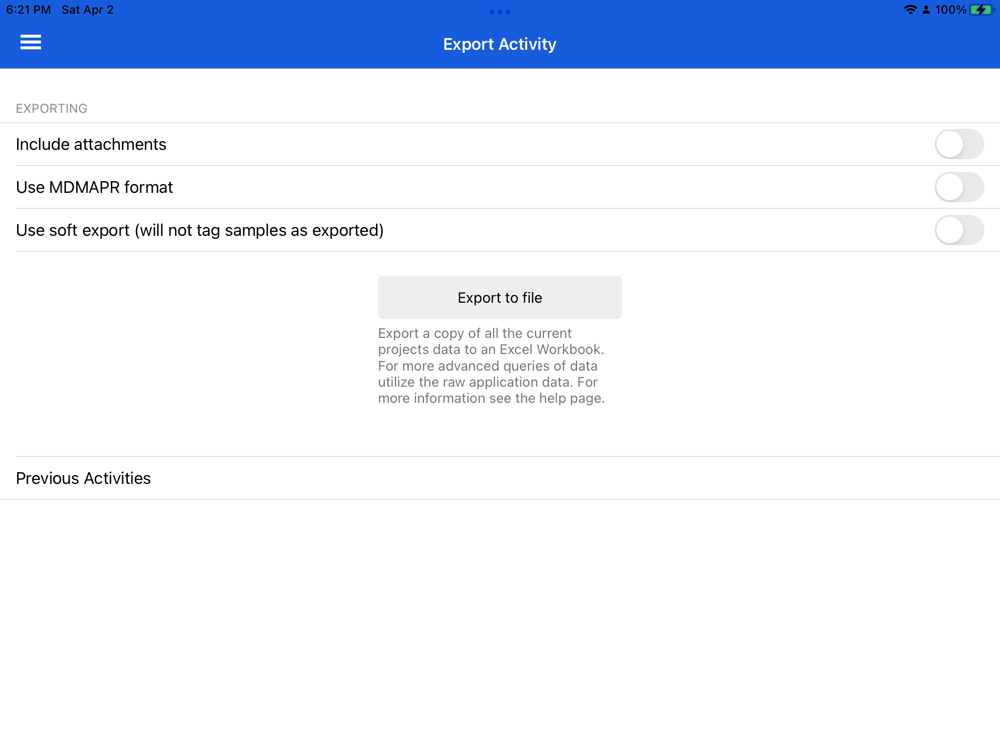 6:21 PM Sat Apr 2
100%
Export Activity
EXPORTING
Include attachments
Use MDMAPR format
Use soft export (will not tag samples as exported)
Export to file
Export a copy of all the current
projects data to an Excel Workbook.
For more advanced queries of data
utilize the raw application data. For
more information see the help page.
Previous Activities